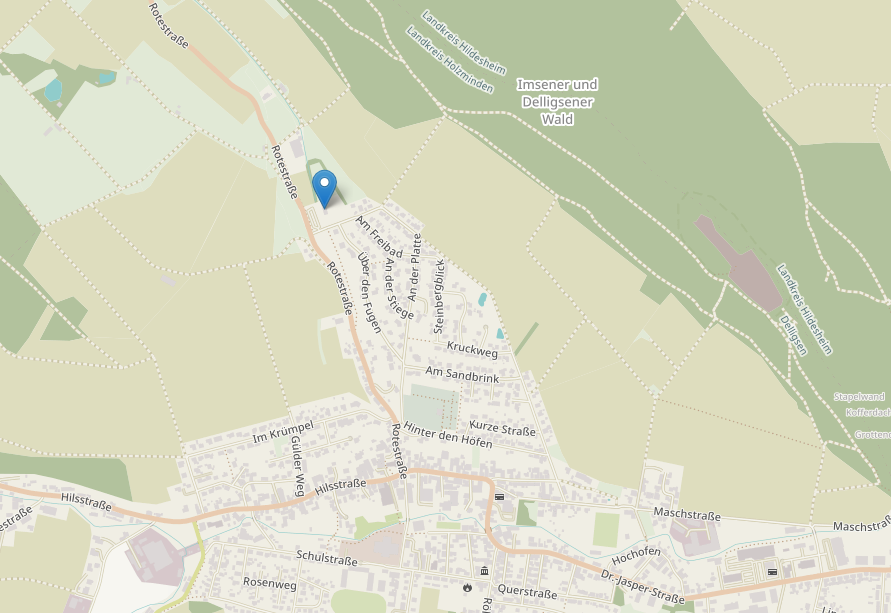 Rotestraße
Landkreis Hildesheim
Landkreis Holzminden
Imsener und
Delligsener
Wald
Rotestraße
Am Freibad
An der Platte
Über den Fugen
An der Stiege
Steinbergblick
Rotestraße
Landkreis Hildesheim
Delligsen
Kruckweg
Am Sandbrink
Stapelwand
Kofferdach
Im Krümpel
Gülder Weg
Rotestraße
Hinter den Höfen
Kurze Straße
Hilsstraße
Hilsstraße
Maschstraße
Maschstraß
Schulstraße
Hochofen
Rosenweg
Querstraße
Dr.-Jasper-Straße